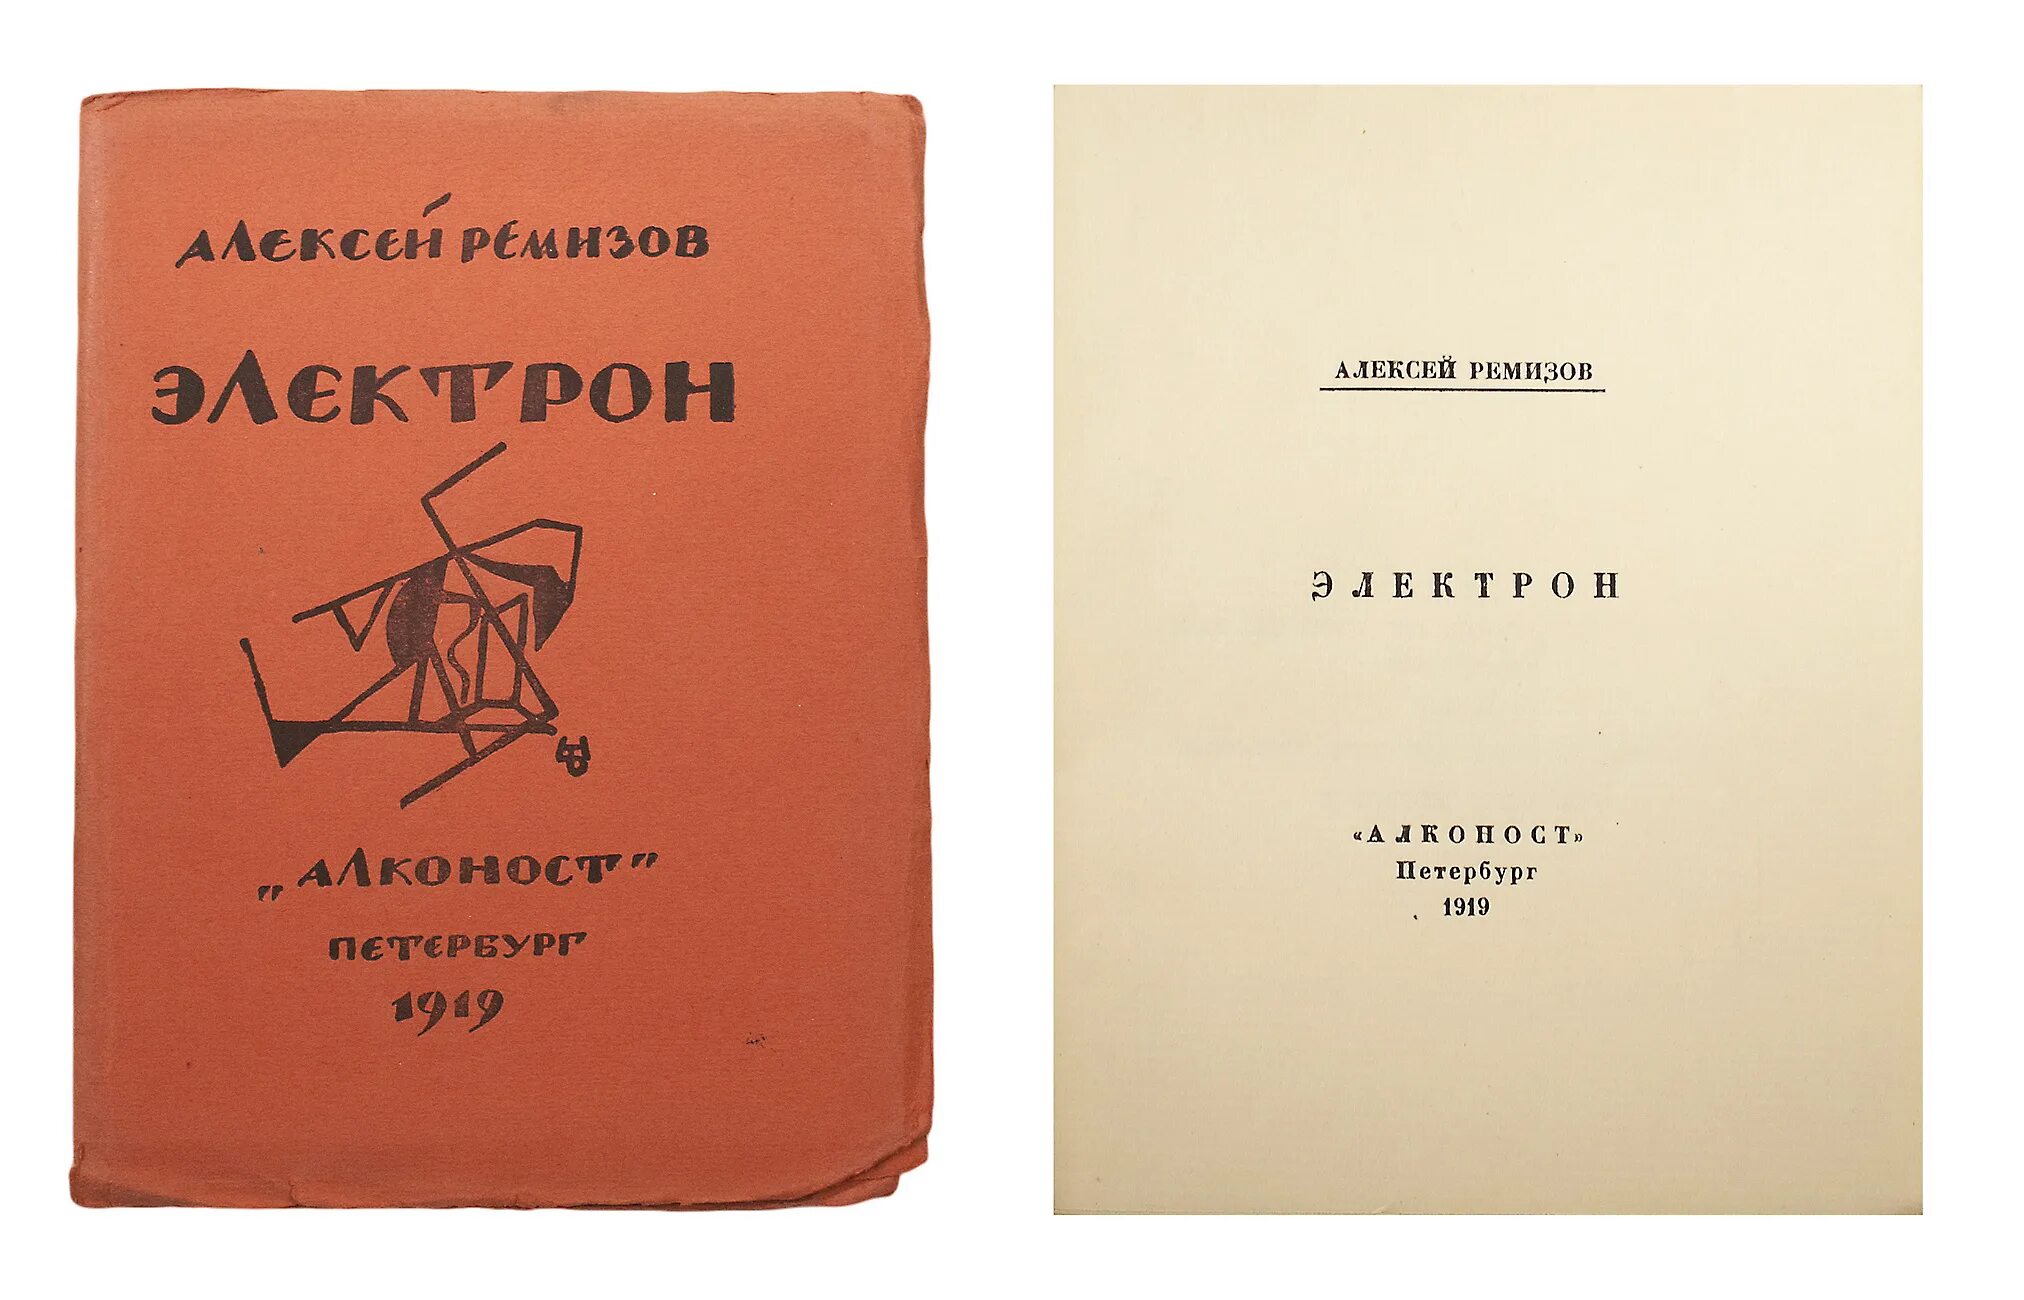 АЛЕКСЕЙ РЕМИЗОВ
ЭЛЕКТРОН
„АЛКОНОСТ”
ПЕТЕРБУРГ
1919
АЛЕКСЕЙ РЕМИЗОВ
ЭЛЕКТРОН
«АЛКОНОСТ»
Петербург
1919